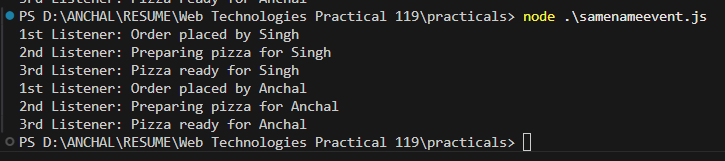 PS D:\ANCHAL\RESUME\Web Technologies Practical 119\practicals> node .\samenameevent.js
1st Listener: Order placed by Singh
2nd Listener: Preparing pizza for Singh
3rd Listener: Pizza ready for Singh
1st Listener: Order placed by Anchal
2nd Listener: Preparing pizza for Anchal
3rd Listener: Pizza ready for Anchal
PS D:\ANCHAL\RESUME\Web Technologies Practical 119\practicals>